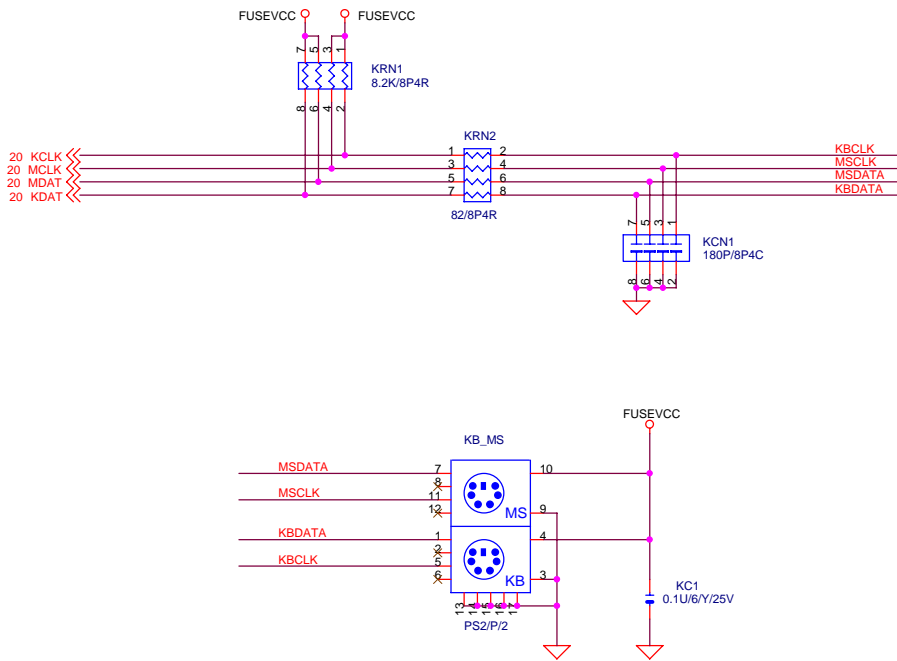 FUSEVCC FUSEVCC
7 5 3 1
KRN1
8.2K/8P4R
8 6 4 2
KRN2
20 KCLK 1 2 KBCLK
20 MCLK 3 4 MSCLK
20 MDAT 5 6 MSDATA
20 KDAT 7 8 KBDATA
82/8P4R
7 5 3 1
KCN1
180P/8P4C
8 6 4 2
FUSEVCC
KB_MS
MSDATA 7 10
8
MSCLK 11
12 MS 9
KBDATA 1 4
2
KBCLK 5
6 KB 3
KC1
0.1U/6/Y/25V
13 14 15 16 17
PS2/P/2